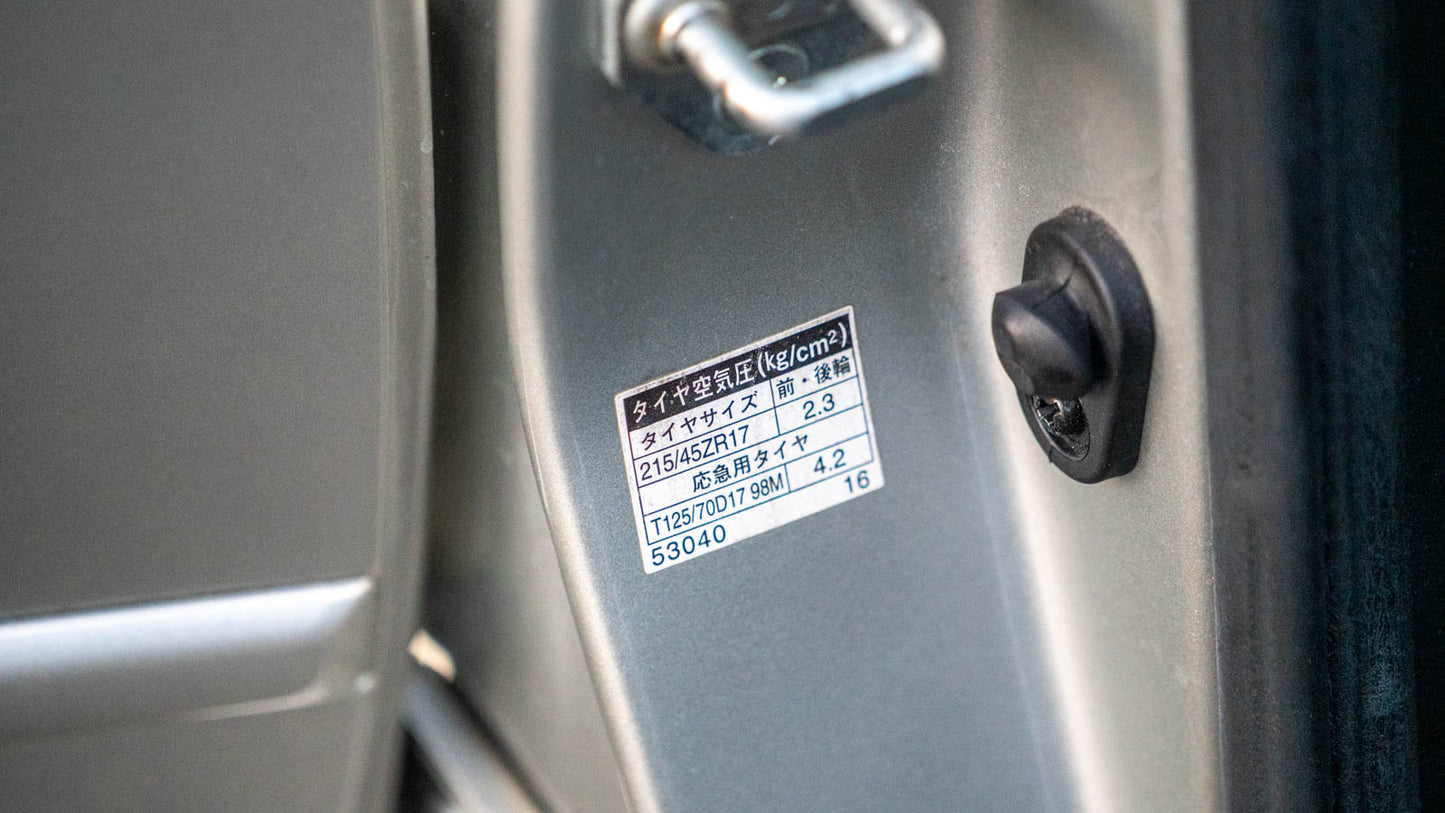 タイヤ空気圧(kg/cm²)
タイヤサイズ 前・後輪
215/45ZR17 2.3
応急用タイヤ
T125/70D17 98M 4.2
53040 16